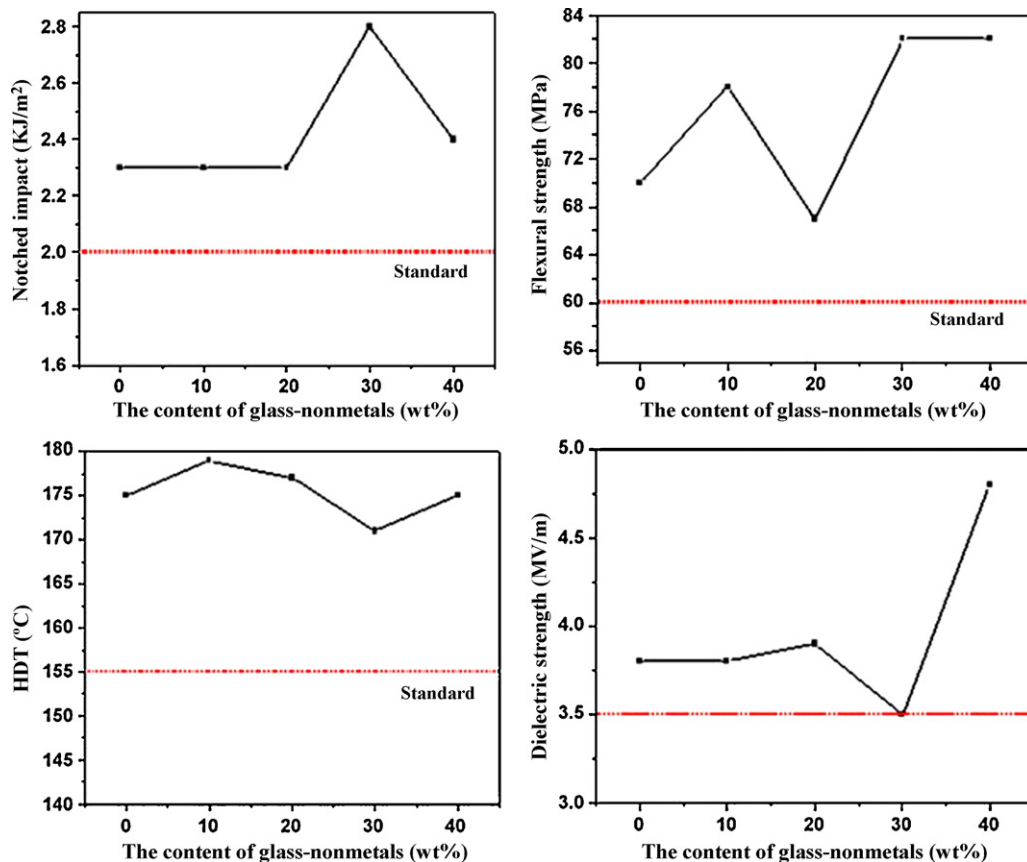 Notched impact (KJ/m²)
2.8
2.6
2.4
2.2
2.0
1.8
1.6
Standard
0 10 20 30 40
The content of glass-nonmetals (wt%)
Flexural strength (MPa)
84
80
76
72
68
64
60
56
Standard
0 10 20 30 40
The content of glass-nonmetals (wt%)
HDT (ºC)
180
175
170
165
160
155
150
145
140
Standard
0 10 20 30 40
The content of glass-nonmetals (wt%)
Dielectric strength (MV/m)
5.0
4.5
4.0
3.5
3.0
0 10 20 30 40
The content of glass-nonmetals (wt%)